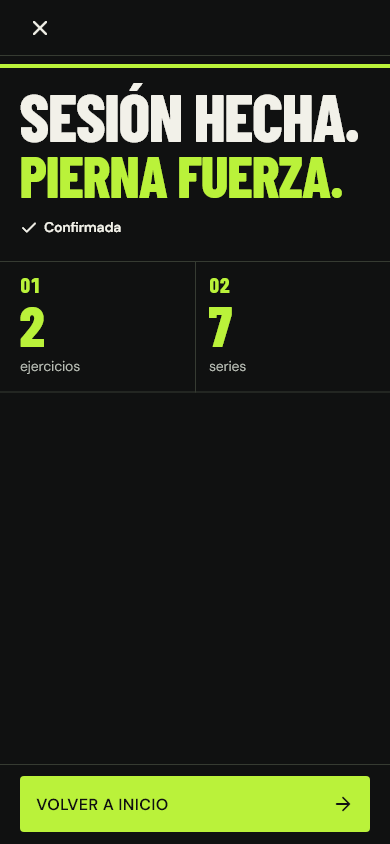 SESIÓN HECHA.
PIERNA FUERZA.
Confirmada
01
2
ejercicios
02
7
series
VOLVER A INICIO